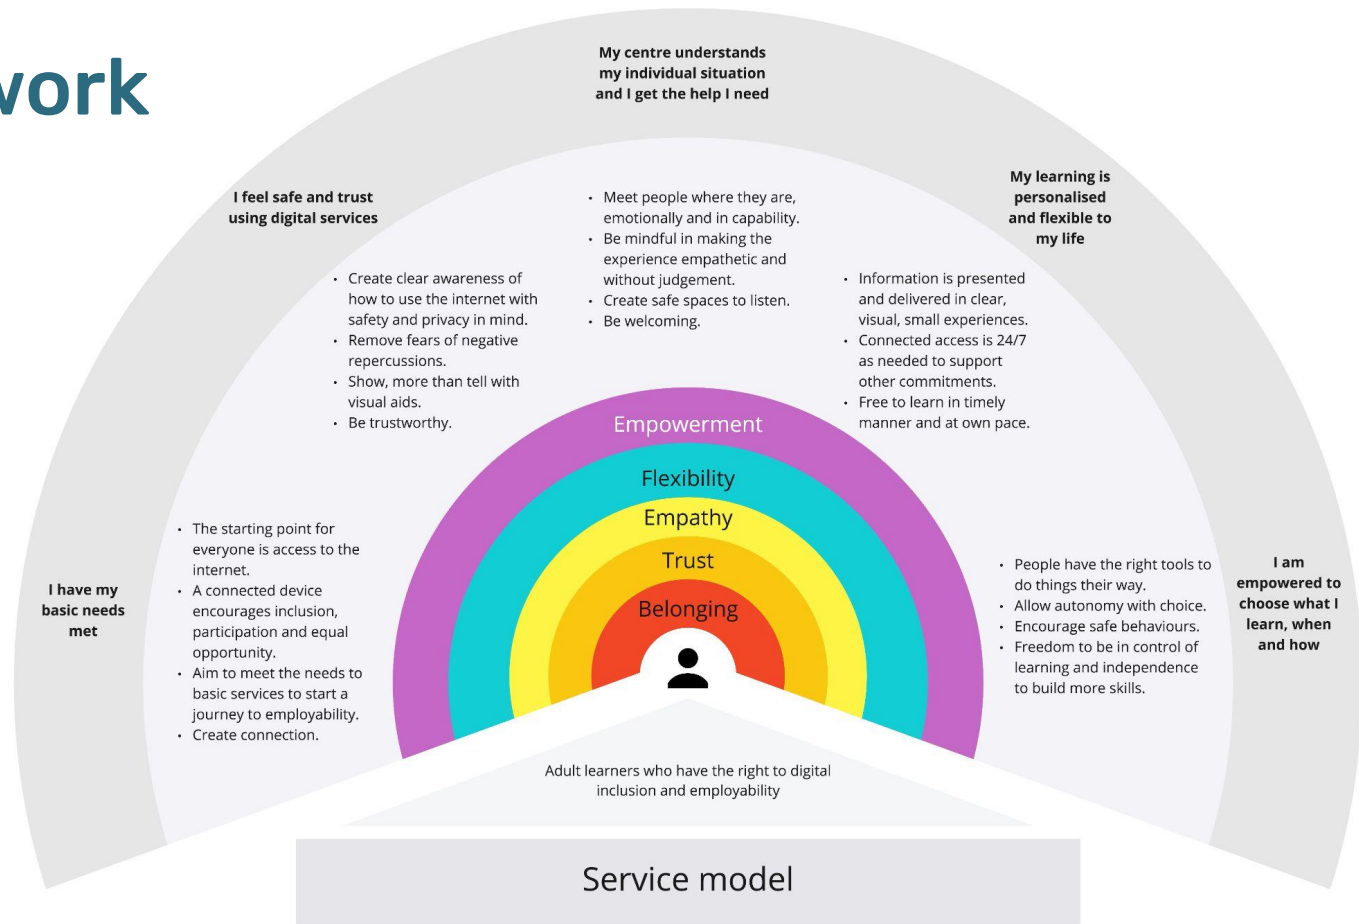 work
My centre understands
my individual situation
and I get the help I need
I feel safe and trust
using digital services
My learning is
personalised
and flexible to
my life
• Meet people where they are,
emotionally and in capability.
• Be mindful in making the
experience empathetic and
without judgement.
• Create safe spaces to listen.
• Be welcoming.
• Create clear awareness of
how to use the internet with
safety and privacy in mind.
• Remove fears of negative
repercussions.
• Show, more than tell with
visual aids.
• Be trustworthy.
• Information is presented
and delivered in clear,
visual, small experiences.
• Connected access is 24/7
as needed to support
other commitments.
• Free to learn in timely
manner and at own pace.
Empowerment
Flexibility
Empathy
Trust
Belonging
I have my
basic needs
met
• The starting point for
everyone is access to the
internet.
• A connected device
encourages inclusion,
participation and equal
opportunity.
• Aim to meet the needs to
basic services to start a
journey to employability.
• Create connection.
• People have the right tools to
do things their way.
• Allow autonomy with choice.
• Encourage safe behaviours.
• Freedom to be in control of
learning and independence
to build more skills.
I am
empowered to
choose what I
learn, when
and how
Adult learners who have the right to digital
inclusion and employability
Service model